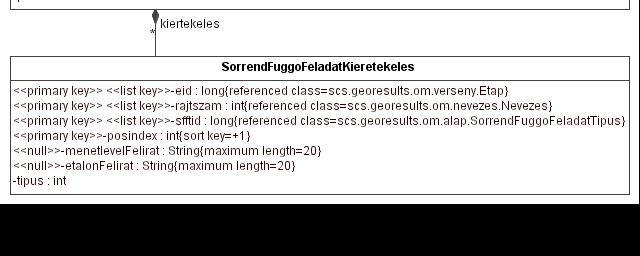 kiertekeles
*
SorrendFuggoFeladatKieretekeles
<<primary key>> <<list key>>-eid : long{referenced class=scs.georesults.om.verseny.Etap}
<<primary key>> <<list key>>-rajtszam : int{referenced class=scs.georesults.om.nevezes.Nevezes}
<<primary key>> <<list key>>-sfftid : long{referenced class=scs.georesults.om.alap.SorrendFuggoFeladatTipus}
<<primary key>>-posindex : int{sort key=+1}
<<null>>-menetlevelFelirat : String{maximum length=20}
<<null>>-etalonFelirat : String{maximum length=20}
-tipus : int